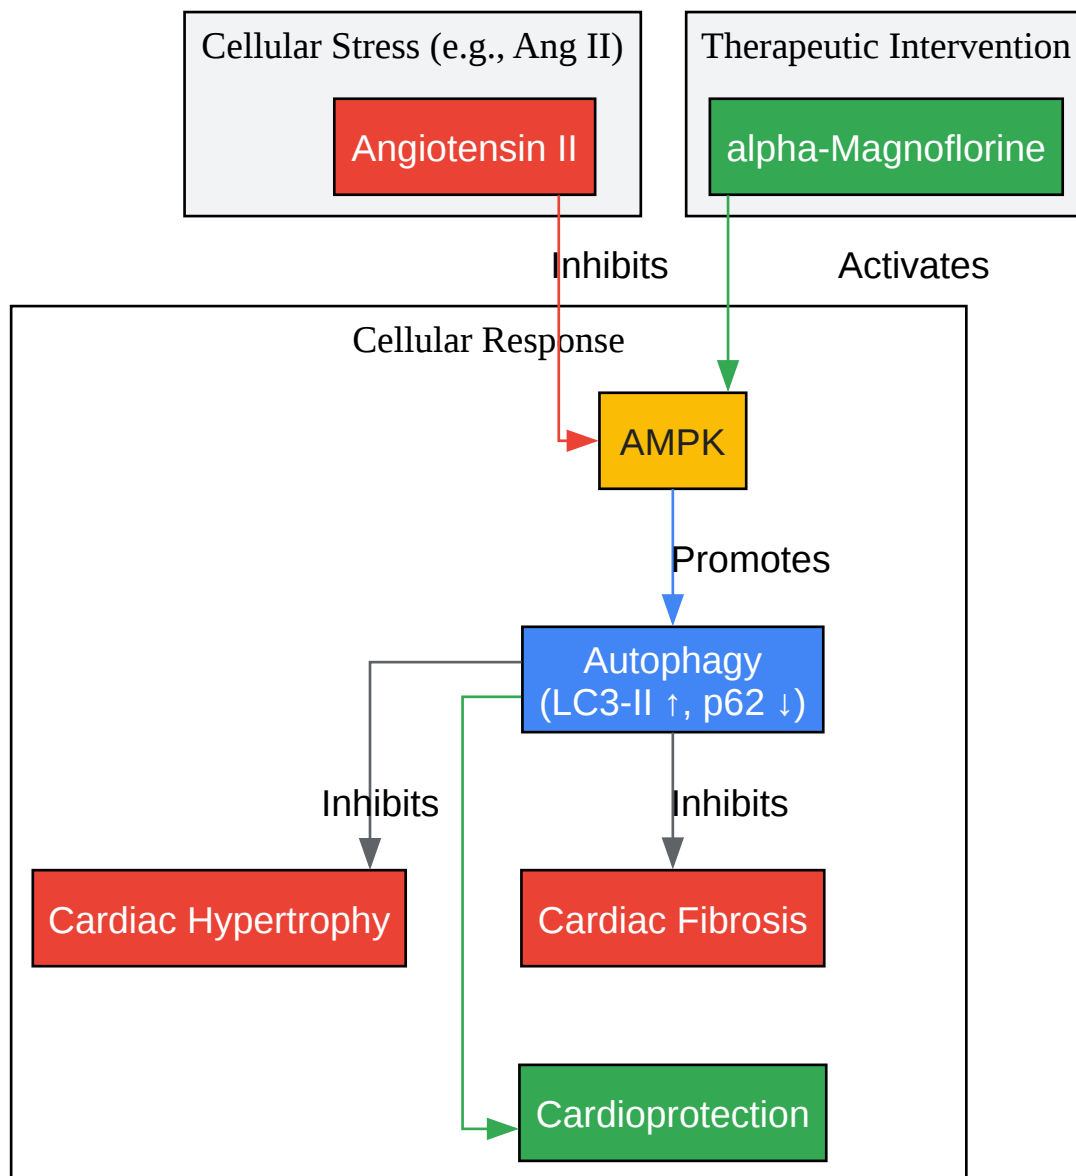 Cellular Stress (e.g., Ang II)
Therapeutic Intervention
Angiotensin II
alpha-Magnoflorine
Inhibits
Activates
Cellular Response
AMPK
Promotes
Autophagy
(LC3-II ↑, p62 ↓)
Inhibits
Inhibits
Cardiac Hypertrophy
Cardiac Fibrosis
Cardioprotection